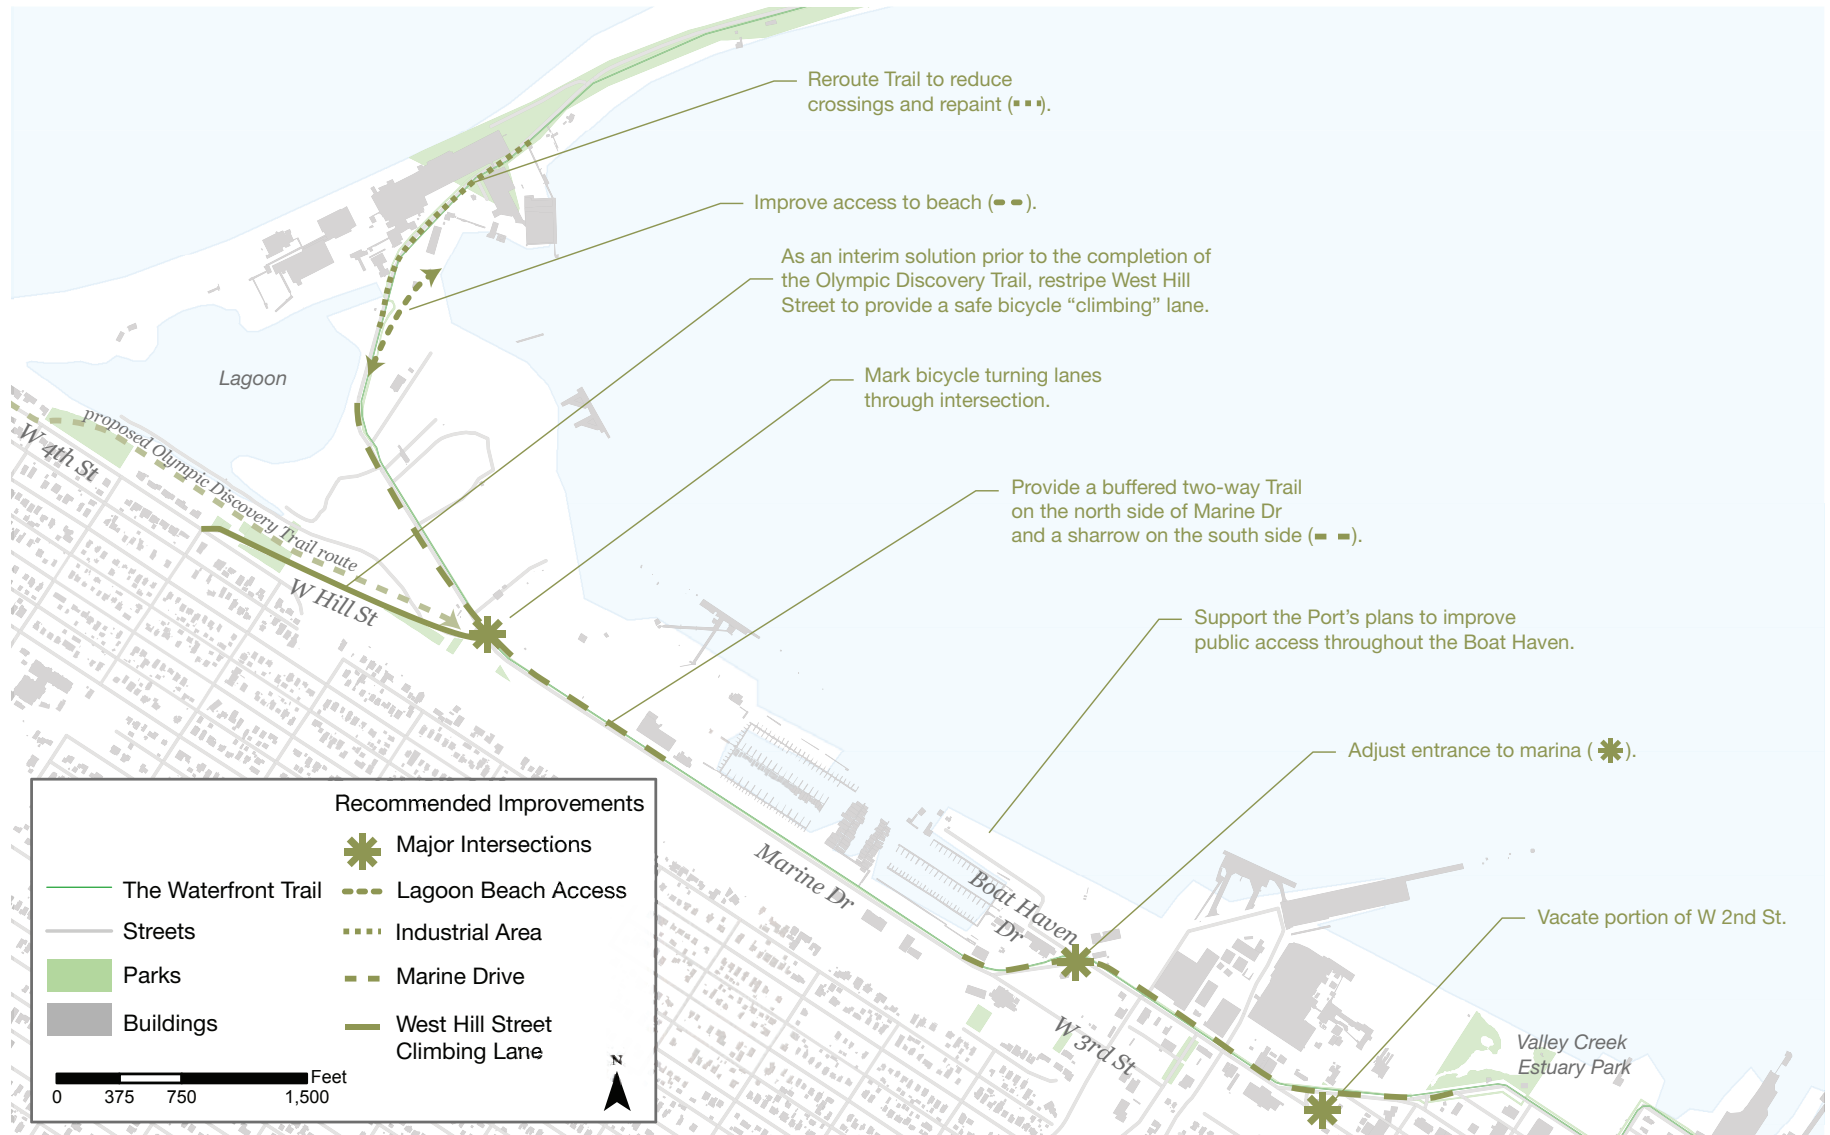 Reroute Trail to reduce
crossings and repaint ( ).
Improve access to beach ( ).
As an interim solution prior to the completion of
the Olympic Discovery Trail, restripe West Hill
Street to provide a safe bicycle “climbing” lane.
Mark bicycle turning lanes
through intersection.
Provide a buffered two-way Trail
on the north side of Marine Dr
and a sharrow on the south side ( ).
Support the Port’s plans to improve
public access throughout the Boat Haven.
Adjust entrance to marina ( ).
Vacate portion of W 2nd St.
Lagoon
proposed Olympic Discovery Trail route
W 4th St
W Hill St
Marine Dr
Boat Haven
Dr
W 3rd St
Valley Creek
Estuary Park
Recommended Improvements
Major Intersections
The Waterfront Trail
Lagoon Beach Access
Streets
Industrial Area
Parks
Marine Drive
Buildings
West Hill Street
Climbing Lane
N
Feet
0 375 750 1,500